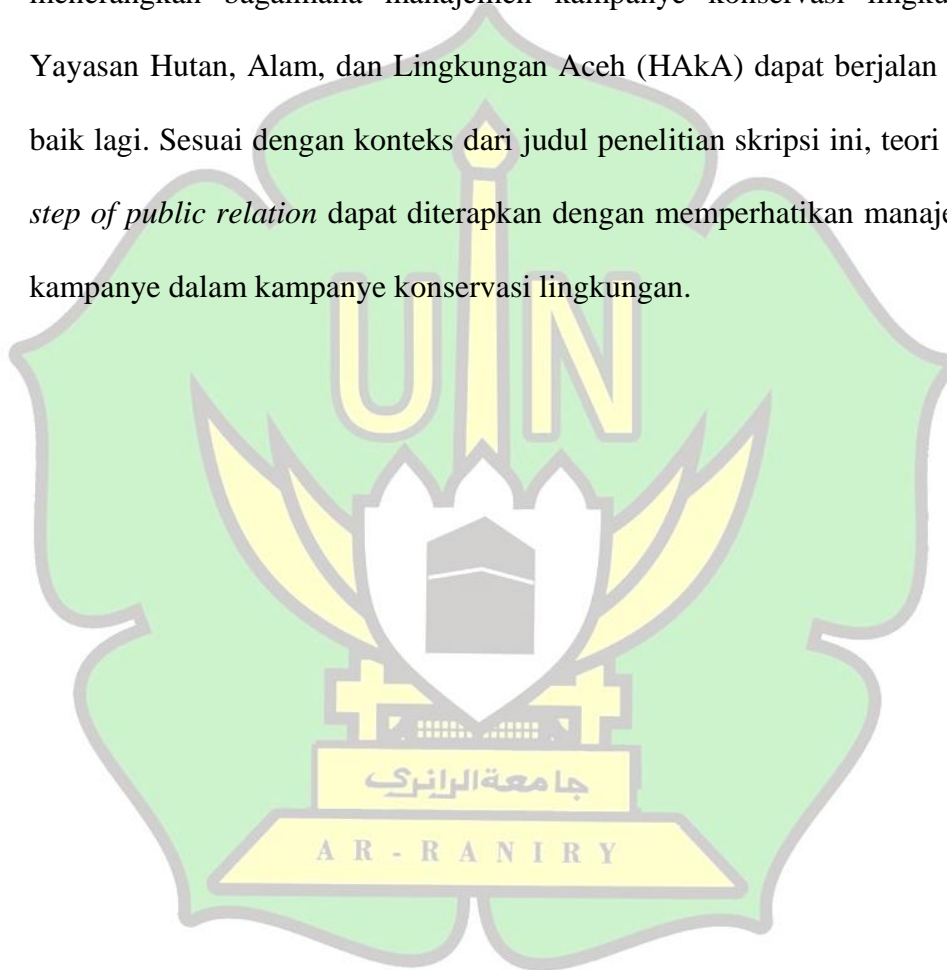 menerangkan bagaimana manajemen kampanye konservasi
Yayasan Hutan, Alam, dan Lingkungan Aceh (HAkA) dapat berjalan
baik lagi. Sesuai dengan konteks dari judul penelitian skripsi ini, teori
step of public relation dapat diterapkan dengan memperhatikan
kampanye dalam kampanye konservasi lingkungan.
UIN
جامعة الرانري
AR-RANIRY